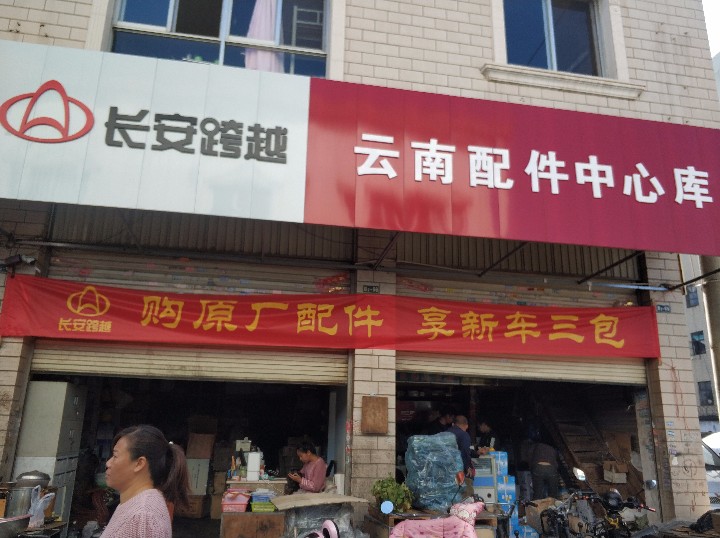 长安跨越
云南配件中心库
长安跨越
购原厂配件 享新车三包